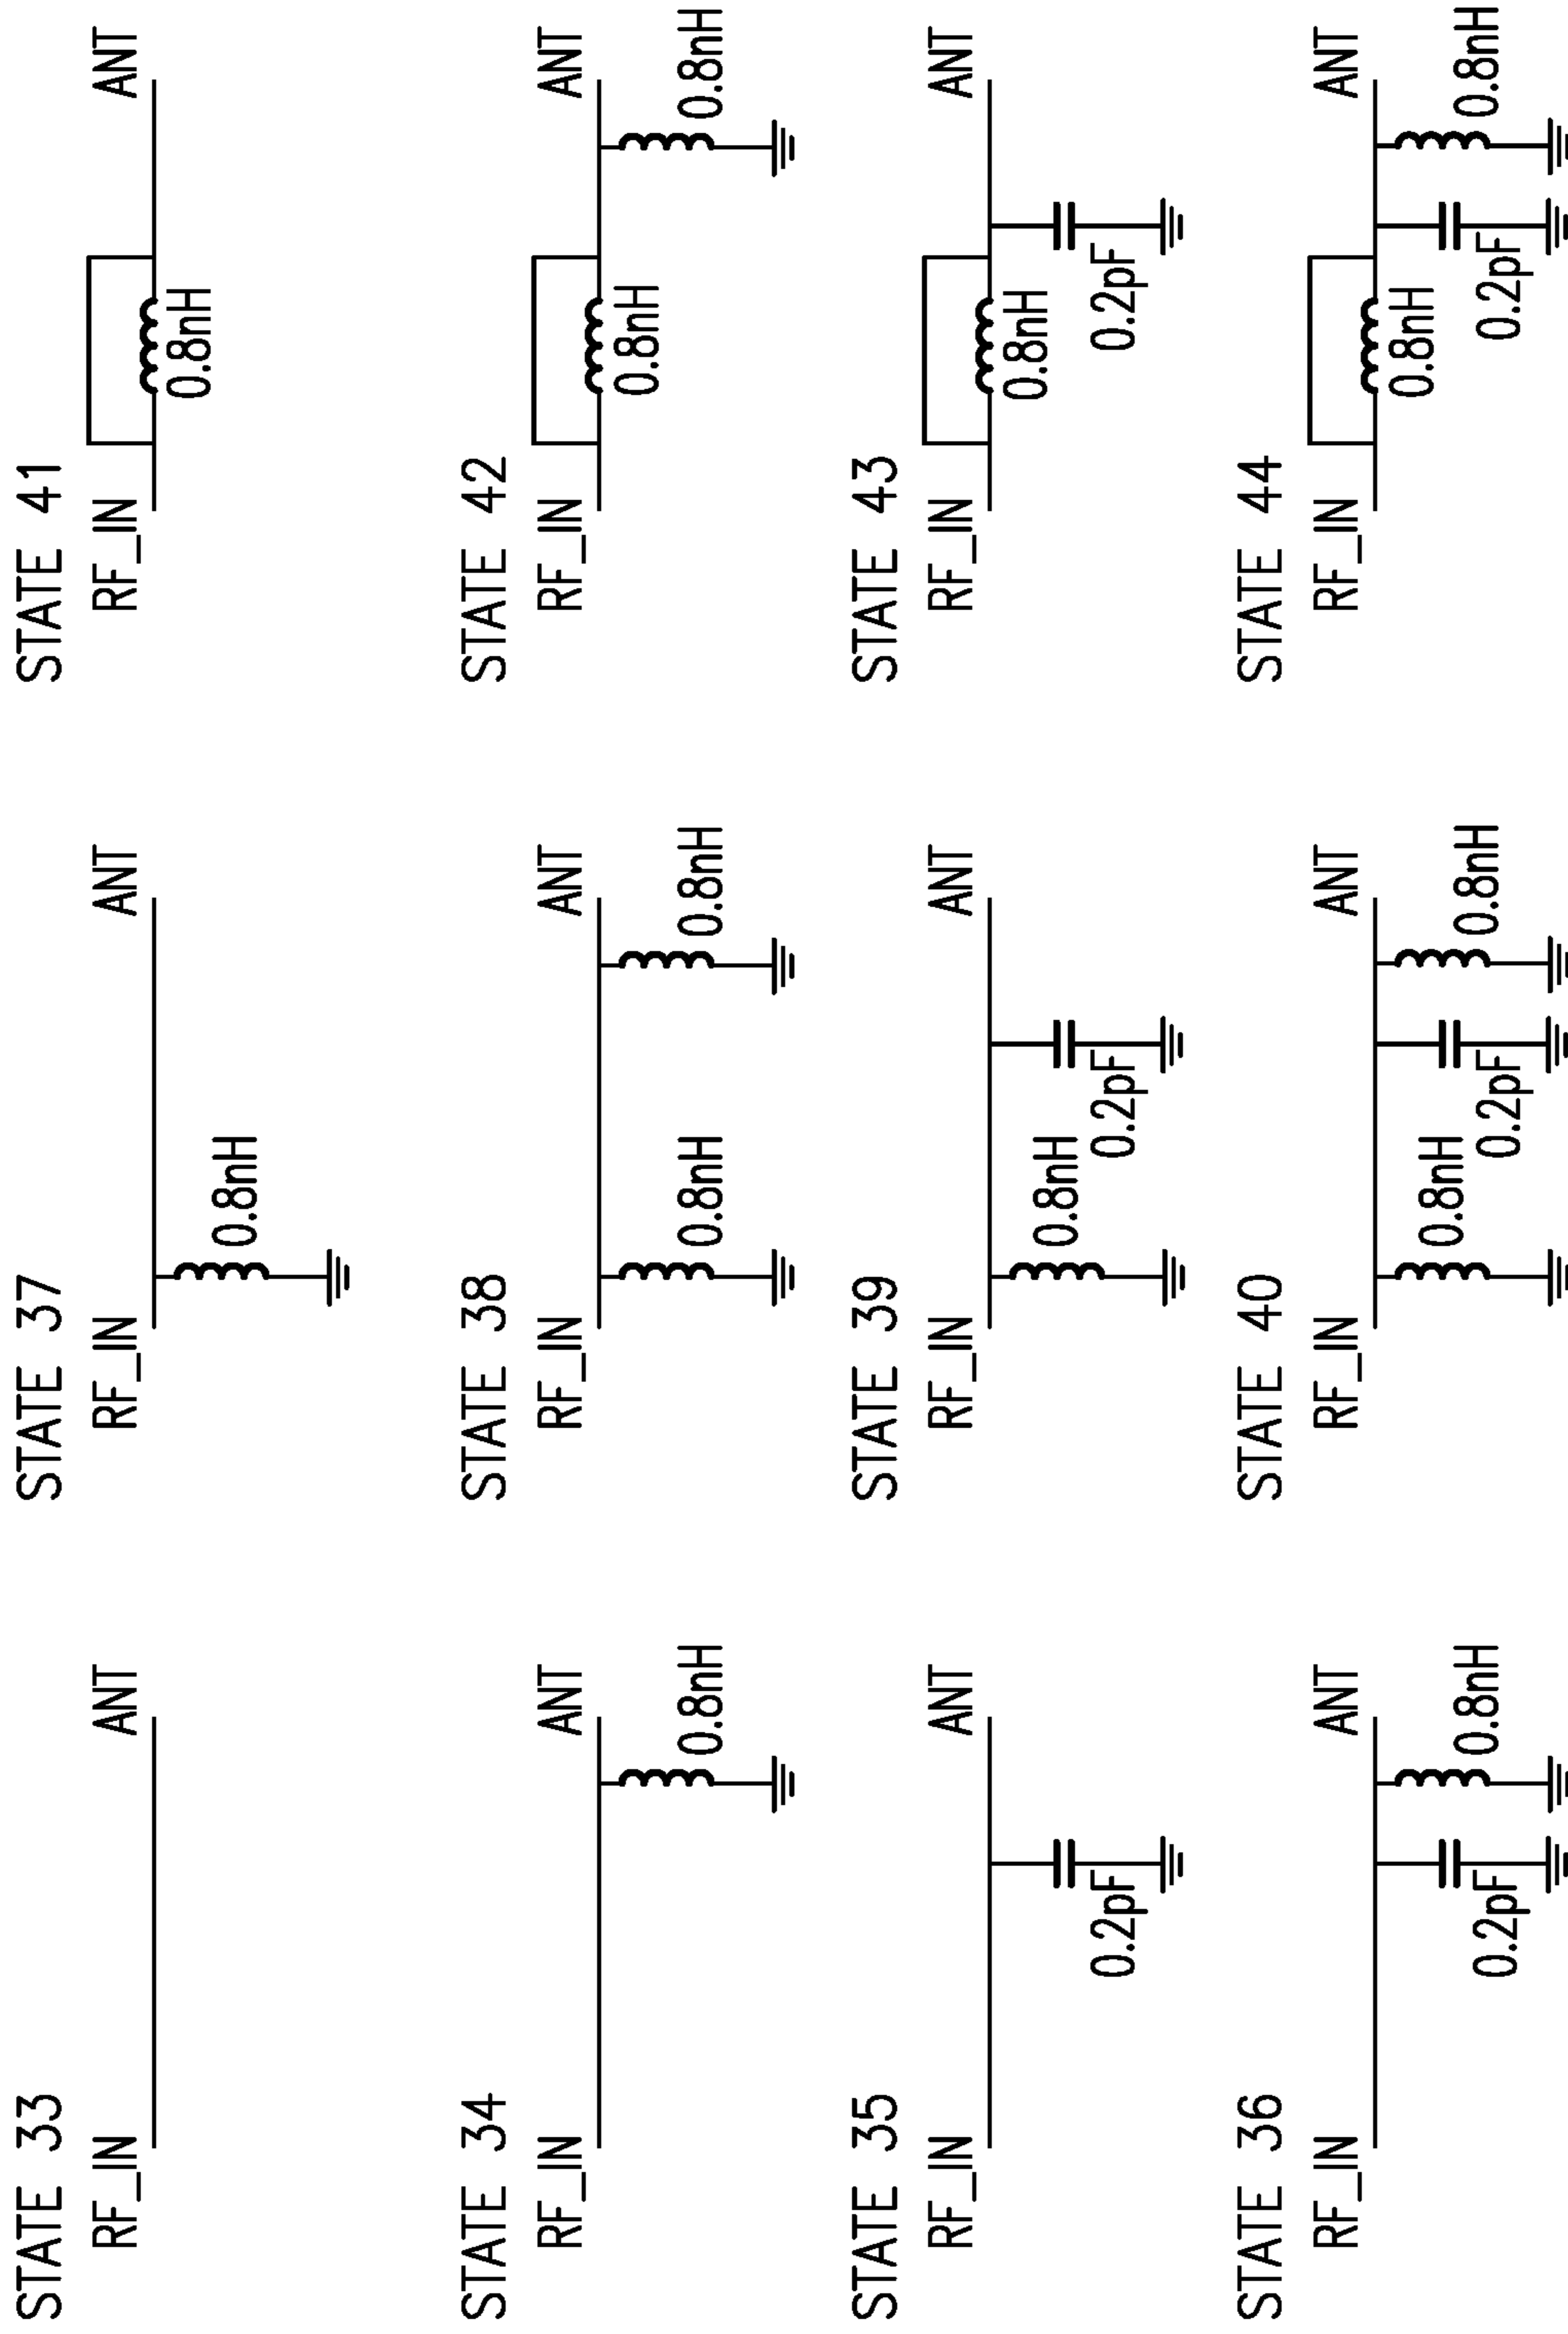 STATE 33
RF_IN ANT
STATE 34
RF_IN ANT
0.8nH
STATE 35
RF_IN ANT
0.2pF
STATE 36
RF_IN ANT
0.2pF 0.8nH
STATE 37
RF_IN ANT
0.8nH
STATE 38
RF_IN ANT
0.8nH 0.8nH
STATE 39
RF_IN ANT
0.8nH
0.2pF
STATE 40
RF_IN ANT
0.8nH 0.8nH
0.2pF
STATE 41
RF_IN ANT
0.8nH
STATE 42
RF_IN ANT
0.8nH
0.8nH
STATE 43
RF_IN ANT
0.8nH
0.2pF
STATE 44
RF_IN ANT
0.8nH
0.2pF 0.8nH